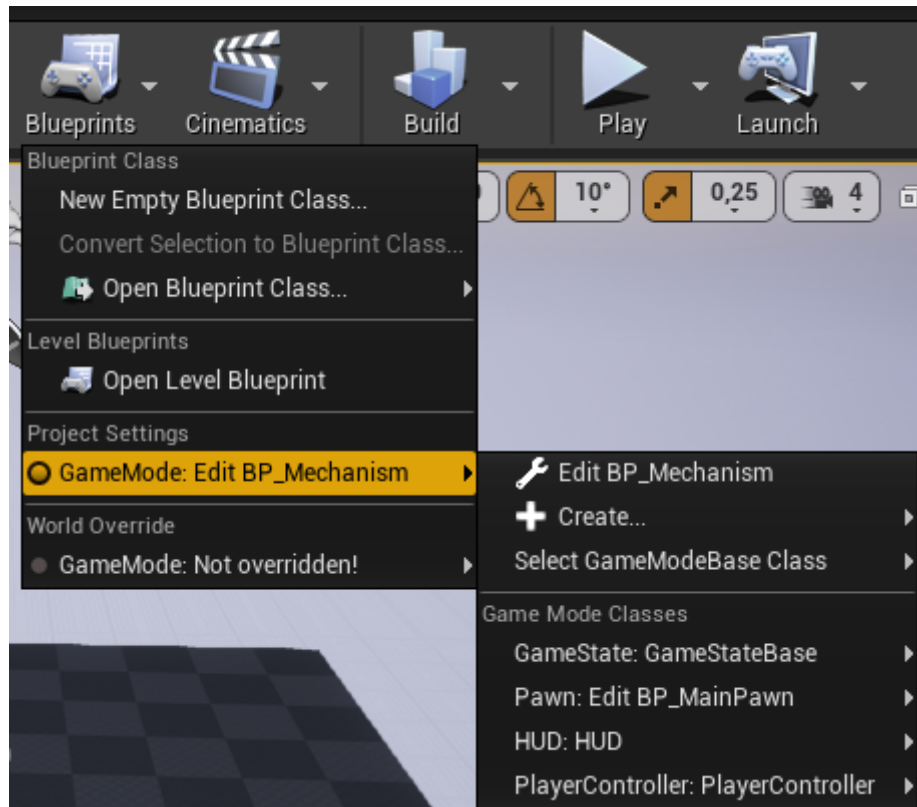 Blueprints
Cinematics
Build
Play
Launch
Blueprint Class
New Empty Blueprint Class...
Convert Selection to Blueprint Class...
Open Blueprint Class...
Level Blueprints
Open Level Blueprint
Project Settings
GameMode: Edit BP_Mechanism
World Override
GameMode: Not overridden!
10°
0,25
4
Edit BP_Mechanism
Create...
Select GameModeBase Class
Game Mode Classes
GameState: GameStateBase
Pawn: Edit BP_MainPawn
HUD: HUD
PlayerController: PlayerController